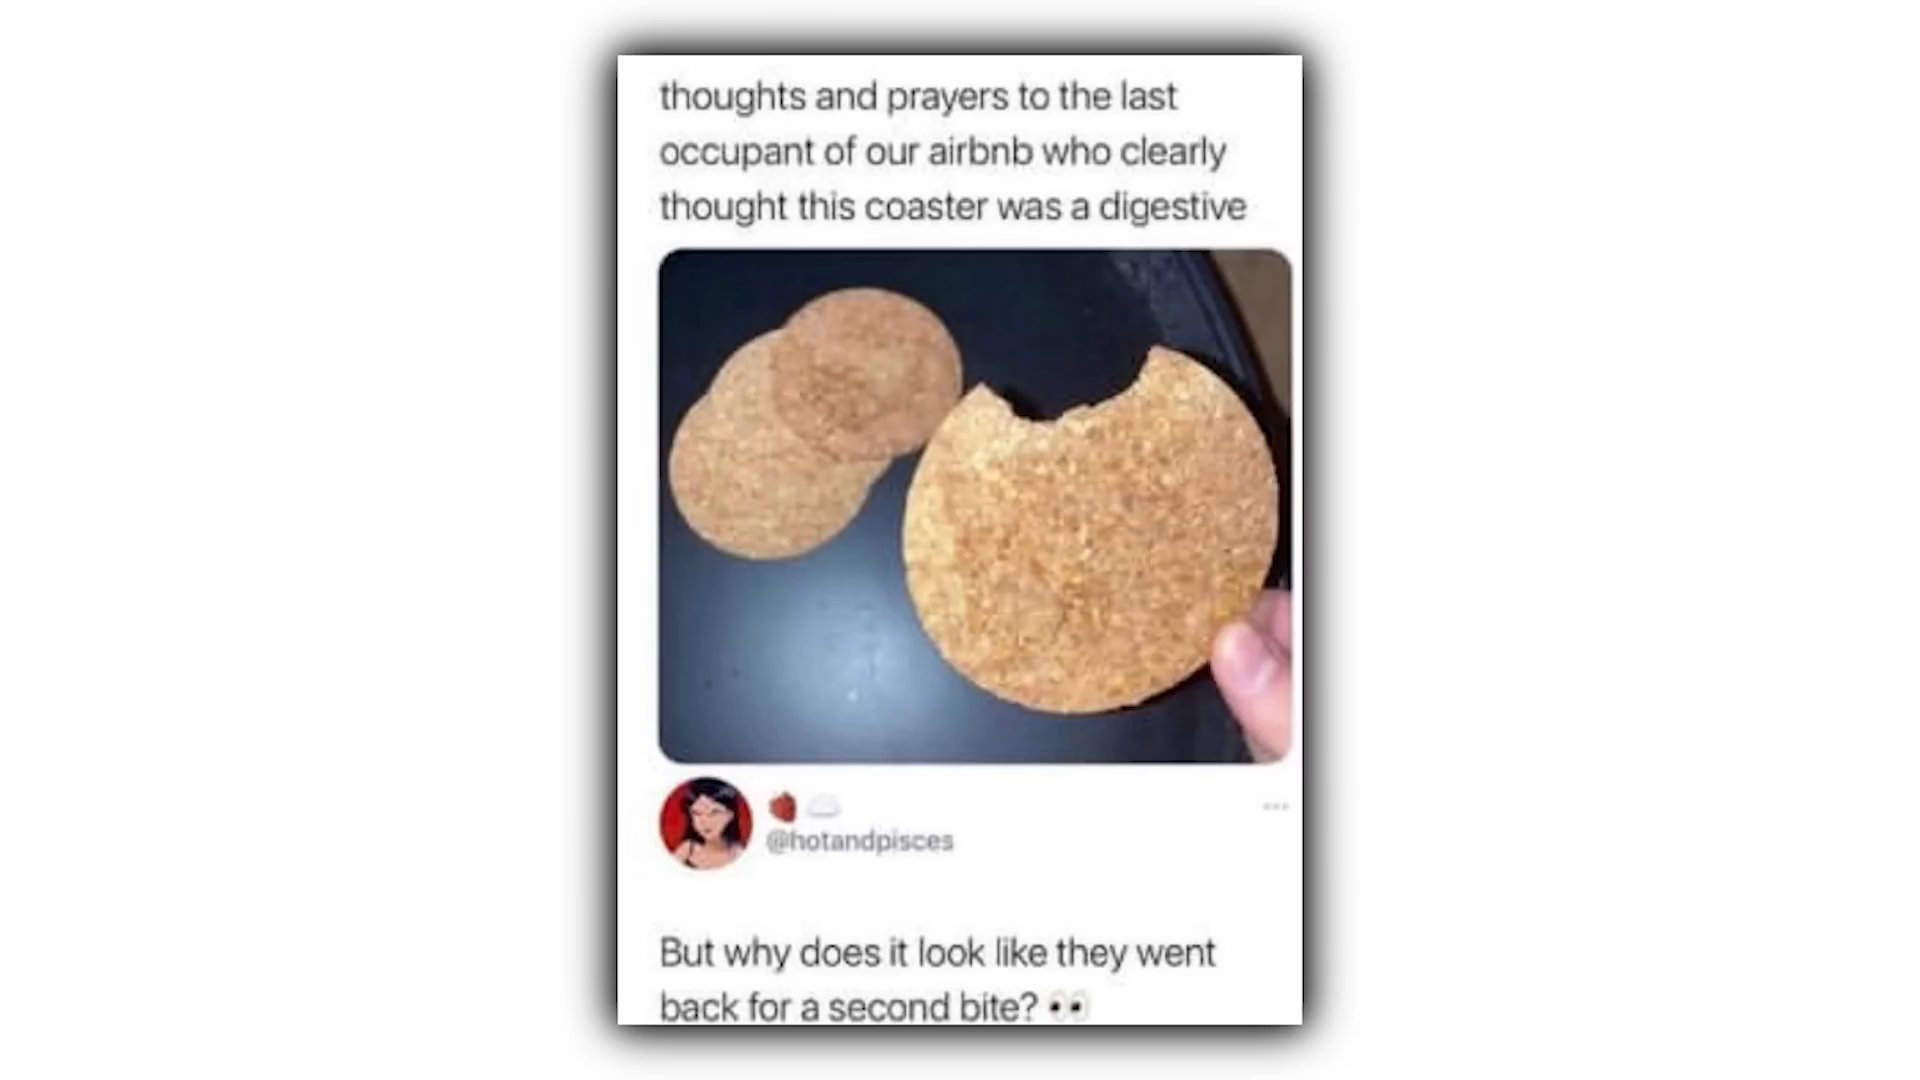 thoughts and prayers to the last
occupant of our airbnb who clearly
thought this coaster was a digestive
🍓 ☁️
@hotandpisces
But why does it look like they went
back for a second bite? 👀